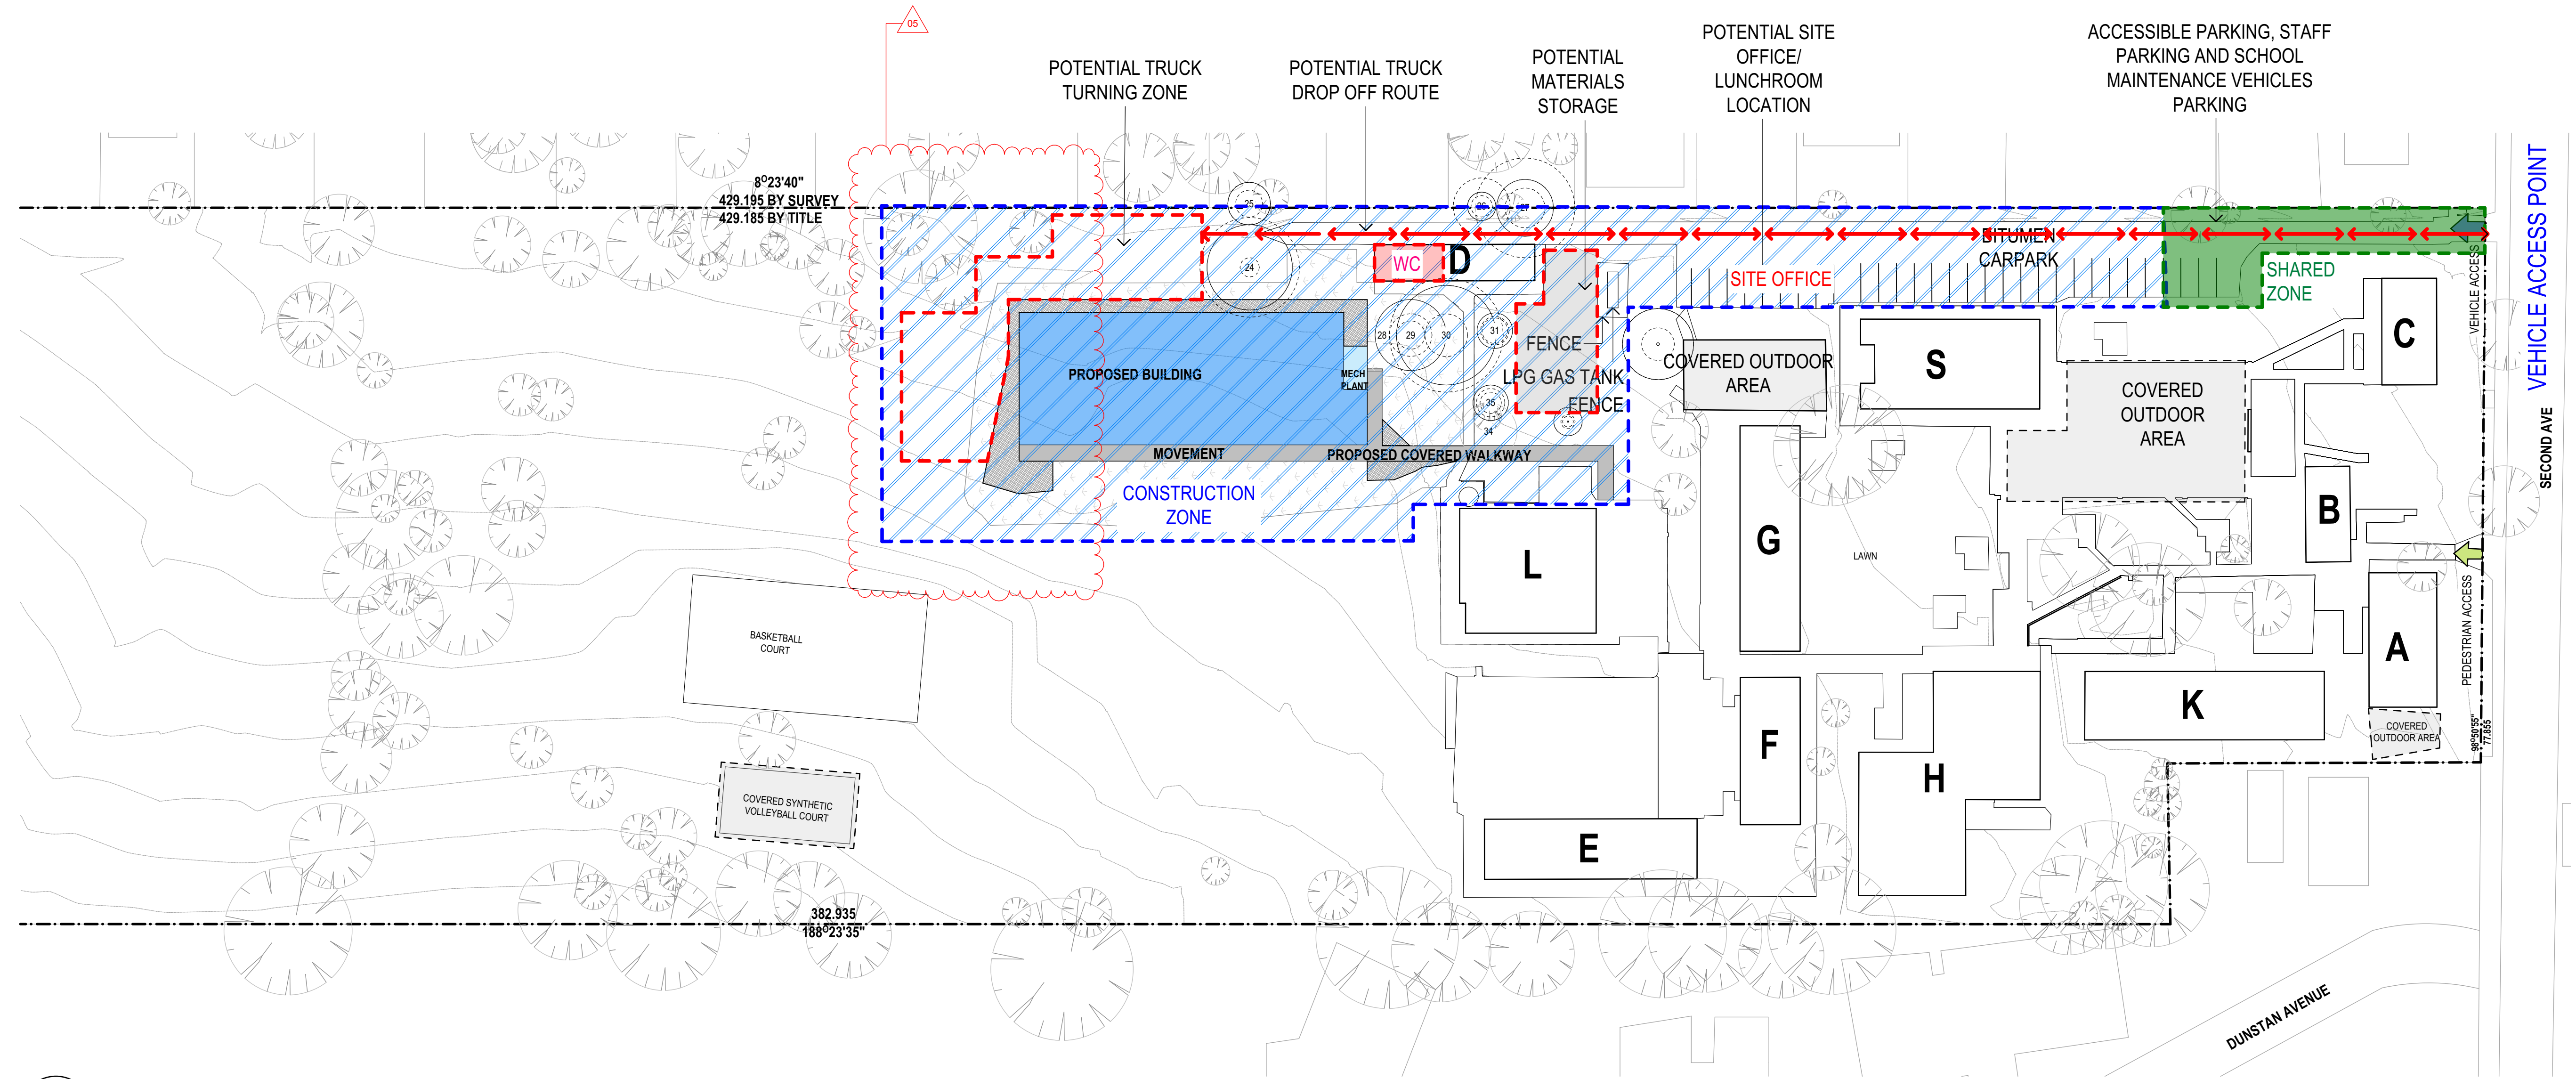 05
POTENTIAL TRUCK
TURNING ZONE
POTENTIAL TRUCK
DROP OFF ROUTE
POTENTIAL
MATERIALS
STORAGE
POTENTIAL SITE
OFFICE/
LUNCHROOM
LOCATION
ACCESSIBLE PARKING, STAFF
PARKING AND SCHOOL
MAINTENANCE VEHICLES
PARKING
VEHICLE ACCESS POINT
8°23'40"
429.195 BY SURVEY
429.185 BY TITLE
25
24
WC
D
SITE OFFICE
BITUMEN
CARPARK
SHARED
ZONE
VEHICLE ACCESS
SECOND AVE
28
29
30
31
35
34
FENCE
LPG GAS TANK
FENCE
COVERED OUTDOOR
AREA
S
COVERED
OUTDOOR
AREA
C
B
PROPOSED BUILDING
MECH
PLANT
MOVEMENT
PROPOSED COVERED WALKWAY
CONSTRUCTION
ZONE
L
G
LAWN
PEDESTRIAN ACCESS
A
K
COVERED
OUTDOOR AREA
98°50'55"
77.855
BASKETBALL
COURT
COVERED SYNTHETIC
VOLLEYBALL COURT
F
H
E
382.935
188°23'35"
DUNSTAN AVENUE